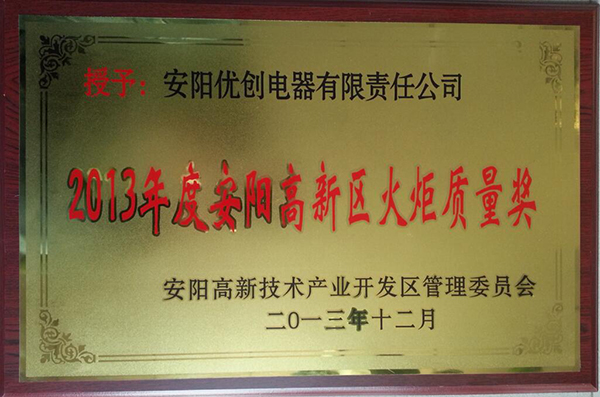 授予：安阳优创电器有限责任公司
2013年度安阳高新区火炬质量奖
安阳高新技术产业开发区管理委员会
二0一三年十二月